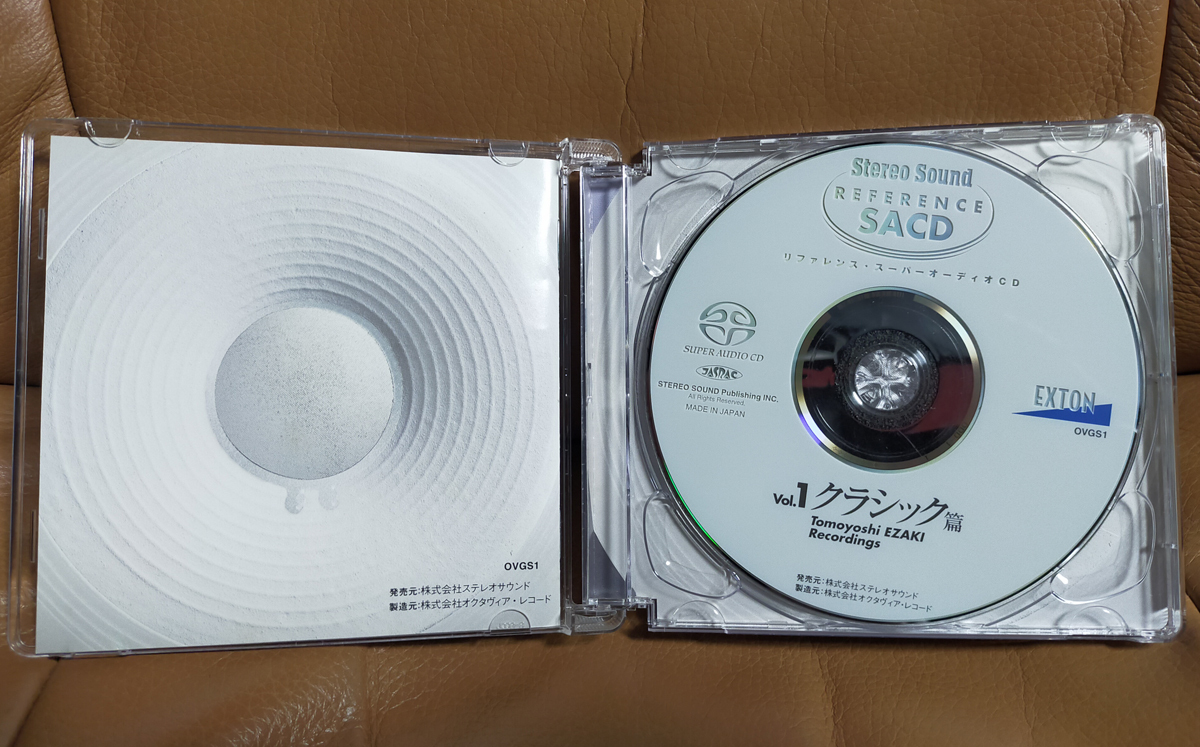 OVGS1
発売元:株式会社ステレオサウンド
製造元:株式会社オクタヴィア・レコード
Stereo Sound
REFERENCE
SACD
リファレンス・スーパーオーディオCD
SUPER AUDIO CD
JASRAC
STEREO SOUND Publishing INC.
All Rights Reserved.
MADE IN JAPAN
EXTON
OVGS1
Vol.1 クラシック篇
Tomoyoshi EZAKI
Recordings
発売元:株式会社ステレオサウンド
製造元:株式会社オクタヴィア・レコード